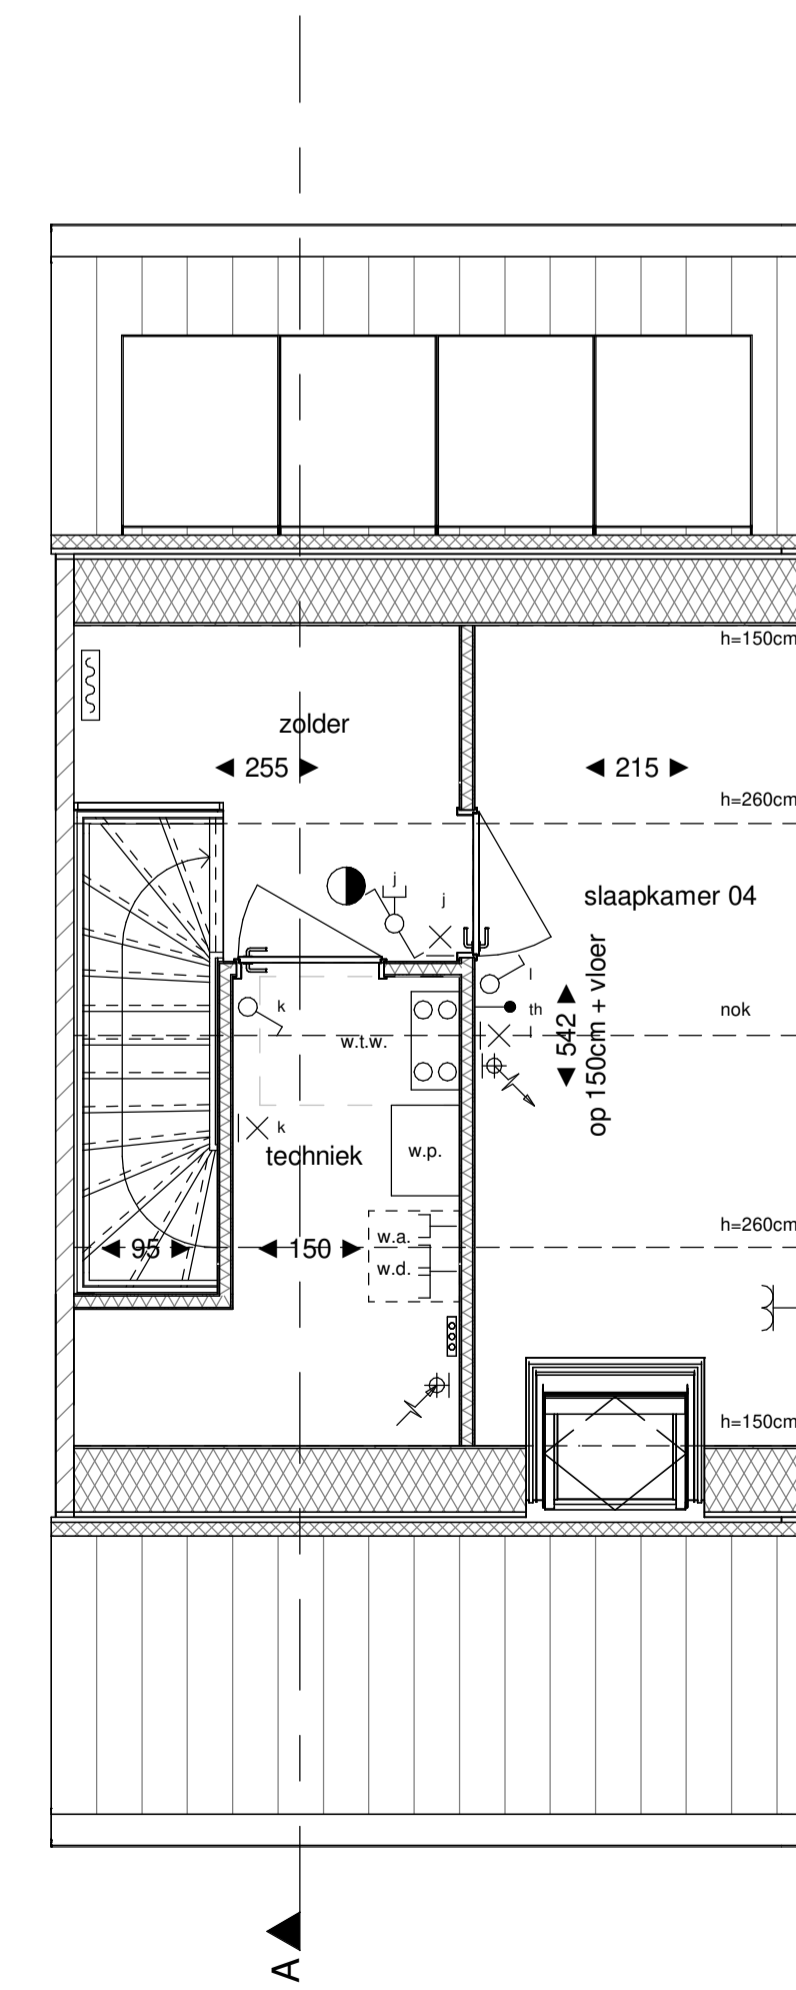 h=150cm
zolder
255
215
h=260cm
j
j
slaapkamer 04
k
w.t.w.
th
542
op 150cm + vloer
nok
k
techniek
w.p.
w.a.
w.d.
95
150
h=260cm
h=150cm
A